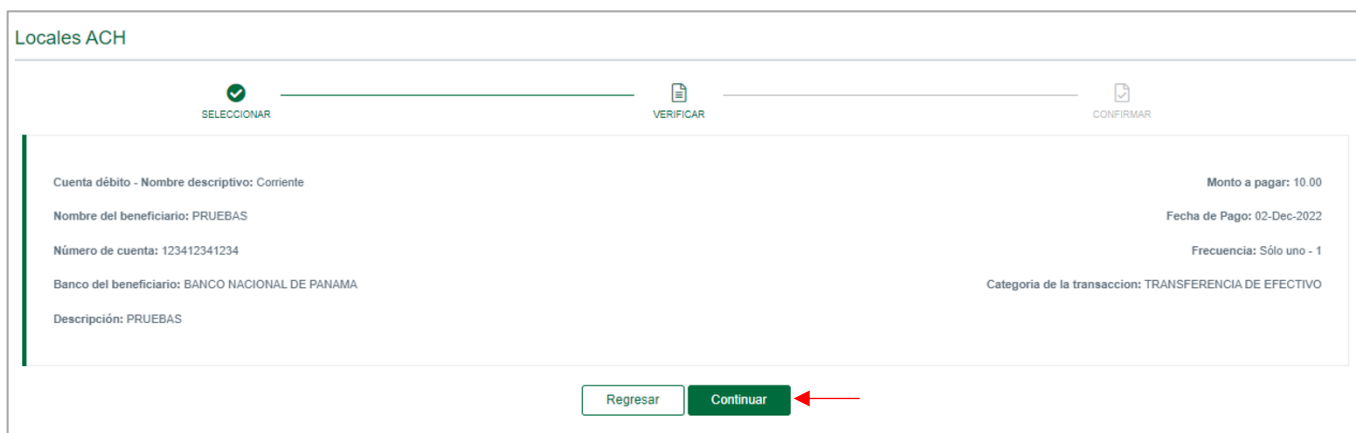 Locales ACH
SELECCIONAR
VERIFICAR
CONFIRMAR
Cuenta débito - Nombre descriptivo: Corriente
Monto a pagar: 10.00
Nombre del beneficiario: PRUEBAS
Fecha de Pago: 02-Dec-2022
Número de cuenta: 123412341234
Frecuencia: Sólo uno - 1
Banco del beneficiario: BANCO NACIONAL DE PANAMA
Categoria de la transaccion: TRANSFERENCIA DE EFECTIVO
Descripción: PRUEBAS
Regresar
Continuar